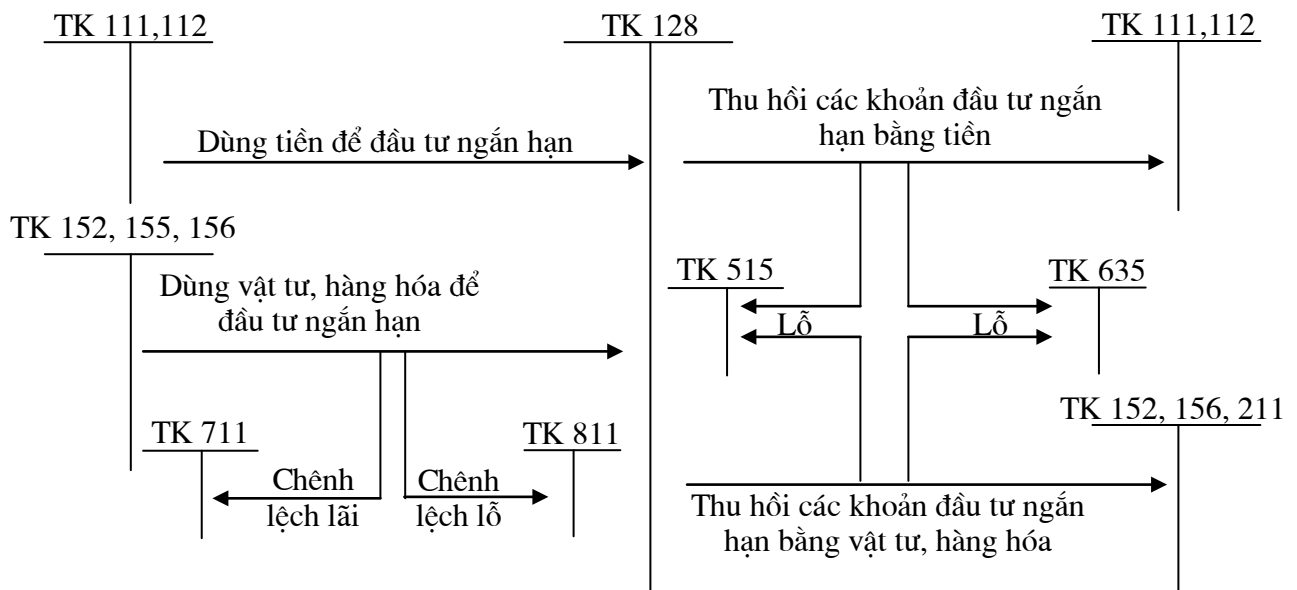 TK 111,112
TK 128
TK 111,112
Dùng tiền để đầu tư ngắn hạn
Thu hồi các khoản đầu tư ngắn
hạn bằng tiền
TK 152, 155, 156
Dùng vật tư, hàng hóa để
đầu tư ngắn hạn
TK 515
TK 635
Lỗ
Lỗ
TK 711
TK 811
Chênh
lệch lãi
Chênh
lệch lỗ
TK 152, 156, 211
Thu hồi các khoản đầu tư ngắn
hạn bằng vật tư, hàng hóa